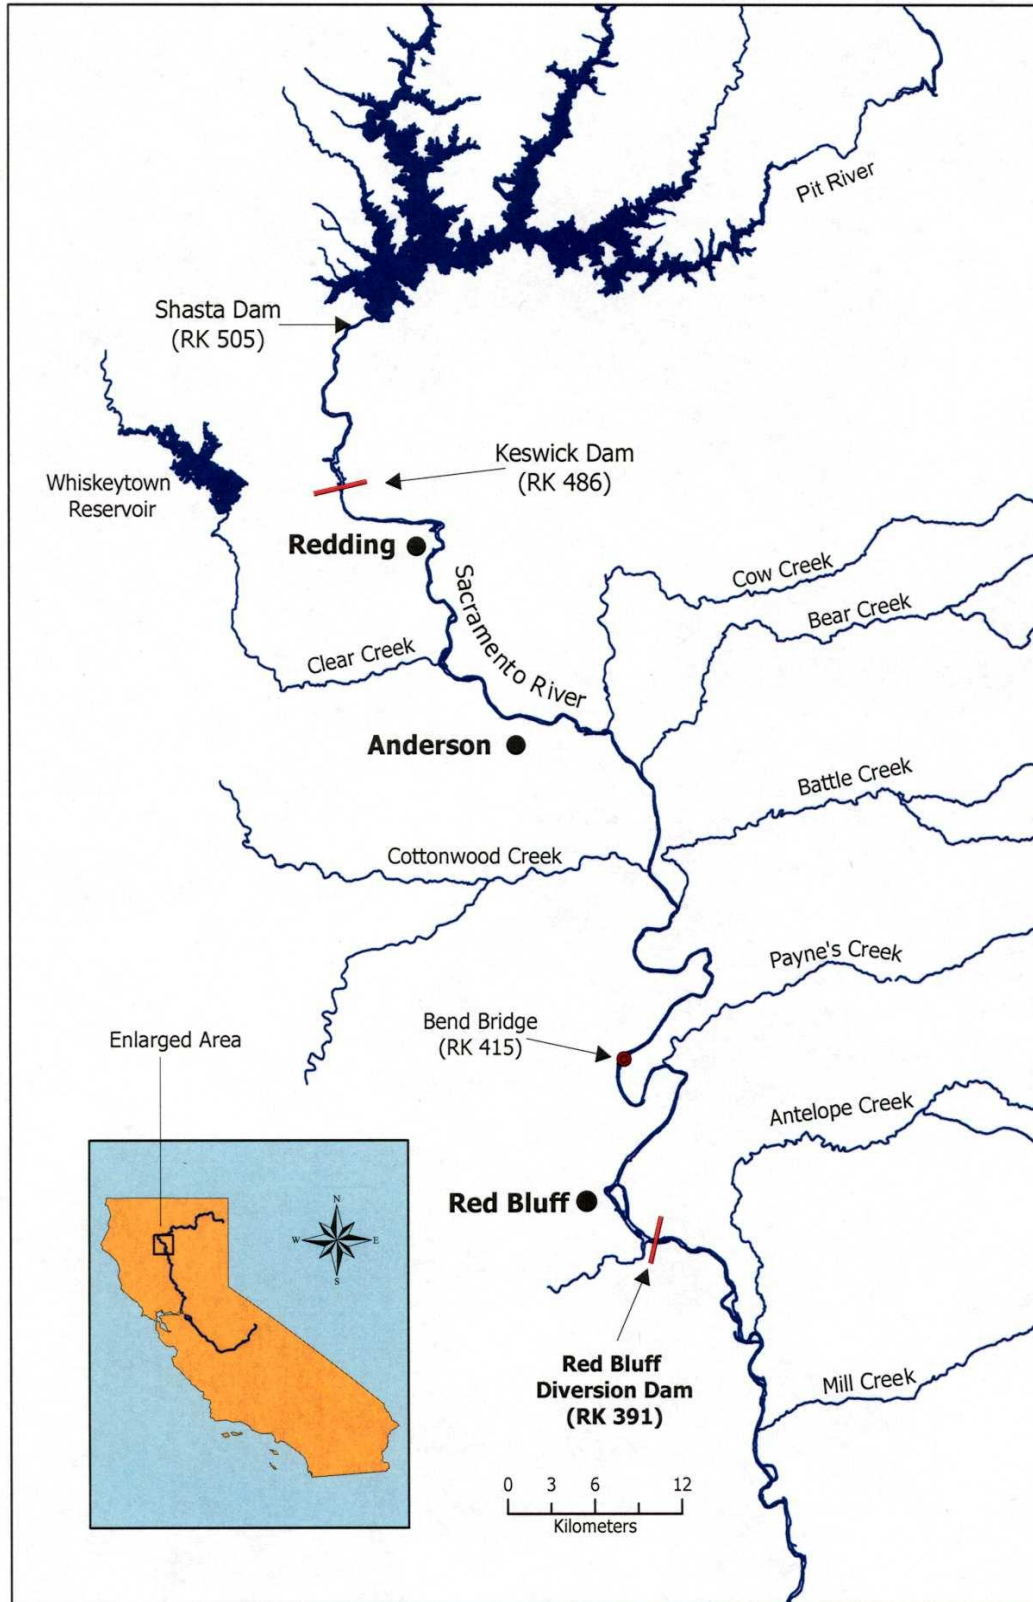 Pit River
Shasta Dam
(RK 505)
Keswick Dam
(RK 486)
Whiskeytown
Reservoir
Redding
Sacramento River
Cow Creek
Bear Creek
Clear Creek
Anderson
Battle Creek
Cottonwood Creek
Payne's Creek
Bend Bridge
(RK 415)
Enlarged Area
Antelope Creek
Red Bluff
N
W
E
S
Red Bluff
Diversion Dam
(RK 391)
Mill Creek
0 3 6 12
Kilometers